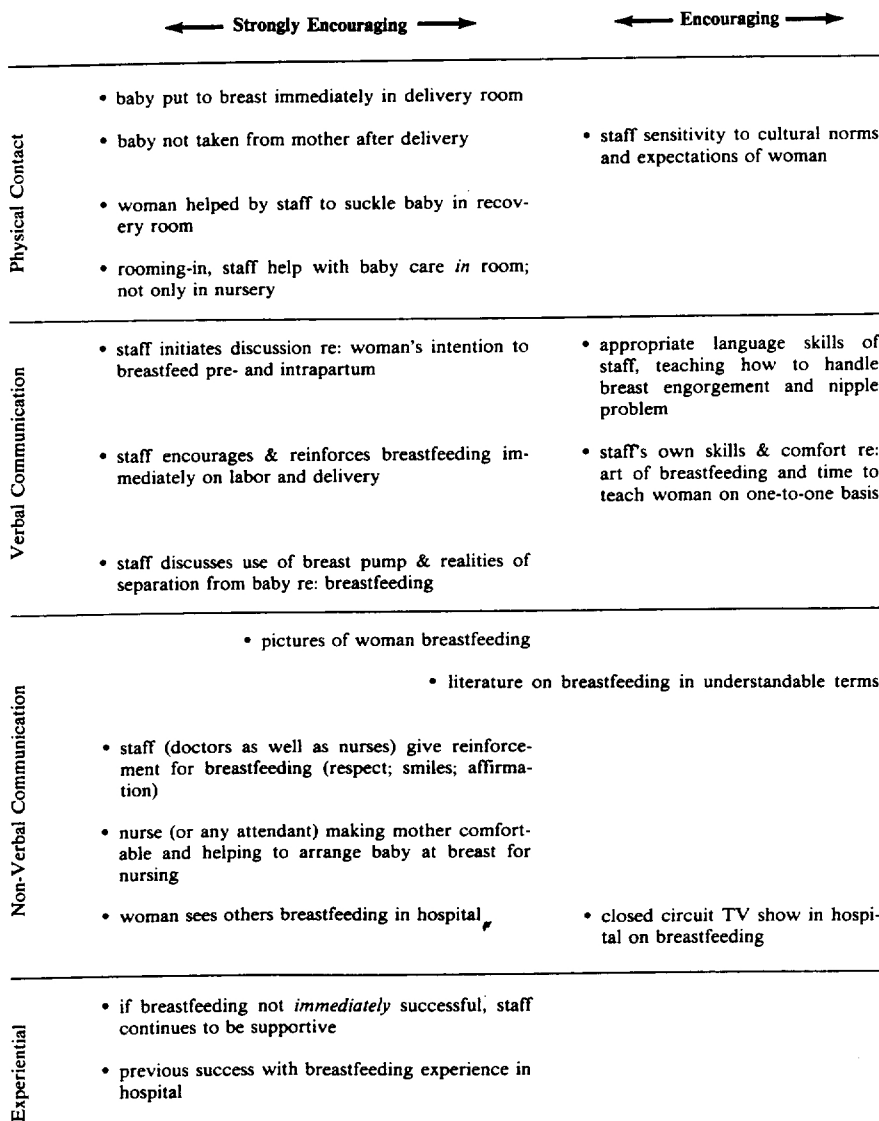 Strongly Encouraging
Encouraging
Physical Contact
• baby put to breast immediately in delivery room
• baby not taken from mother after delivery
• staff sensitivity to cultural norms
and expectations of woman
• woman helped by staff to suckle baby in recov-
ery room
• rooming-in, staff help with baby care in room;
not only in nursery
Verbal Communication
• staff initiates discussion re: woman's intention to
breastfeed pre- and intrapartum
• appropriate language skills of
staff, teaching how to handle
breast engorgement and nipple
problem
• staff encourages & reinforces breastfeeding im-
mediately on labor and delivery
• staff's own skills & comfort re:
art of breastfeeding and time to
teach woman on one-to-one basis
• staff discusses use of breast pump & realities of
separation from baby re: breastfeeding
Non-Verbal Communication
• pictures of woman breastfeeding
• literature on breastfeeding in understandable terms
• staff (doctors as well as nurses) give reinforce-
ment for breastfeeding (respect; smiles; affirma-
tion)
• nurse (or any attendant) making mother comfort-
able and helping to arrange baby at breast for
nursing
• woman sees others breastfeeding in hospital
• closed circuit TV show in hospi-
tal on breastfeeding
Experiential
• if breastfeeding not immediately successful, staff
continues to be supportive
• previous success with breastfeeding experience in
hospital